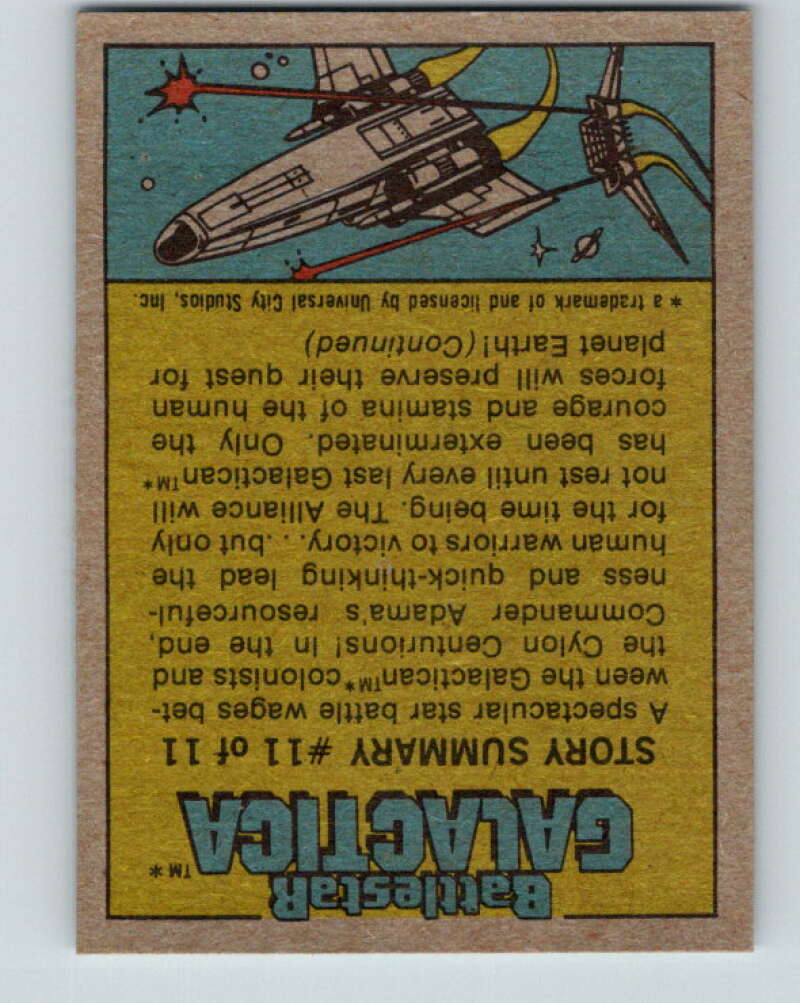 Battlestar
GALACTICA™*
STORY SUMMARY #11 of 11
A spectacular star battle wages bet-
ween the Galactican™*colonists and
the Cylon Centurions! In the end,
Commander Adama's resourceful-
ness and quick-thinking lead the
human warriors to victory. . .but only
for the time being. The Alliance will
not rest until every last Galactican™*
has been exterminated. Only the
courage and stamina of the human
forces will preserve their quest for
planet Earth! (Continued)
* a trademark of and licensed by Universal City Studios, Inc.